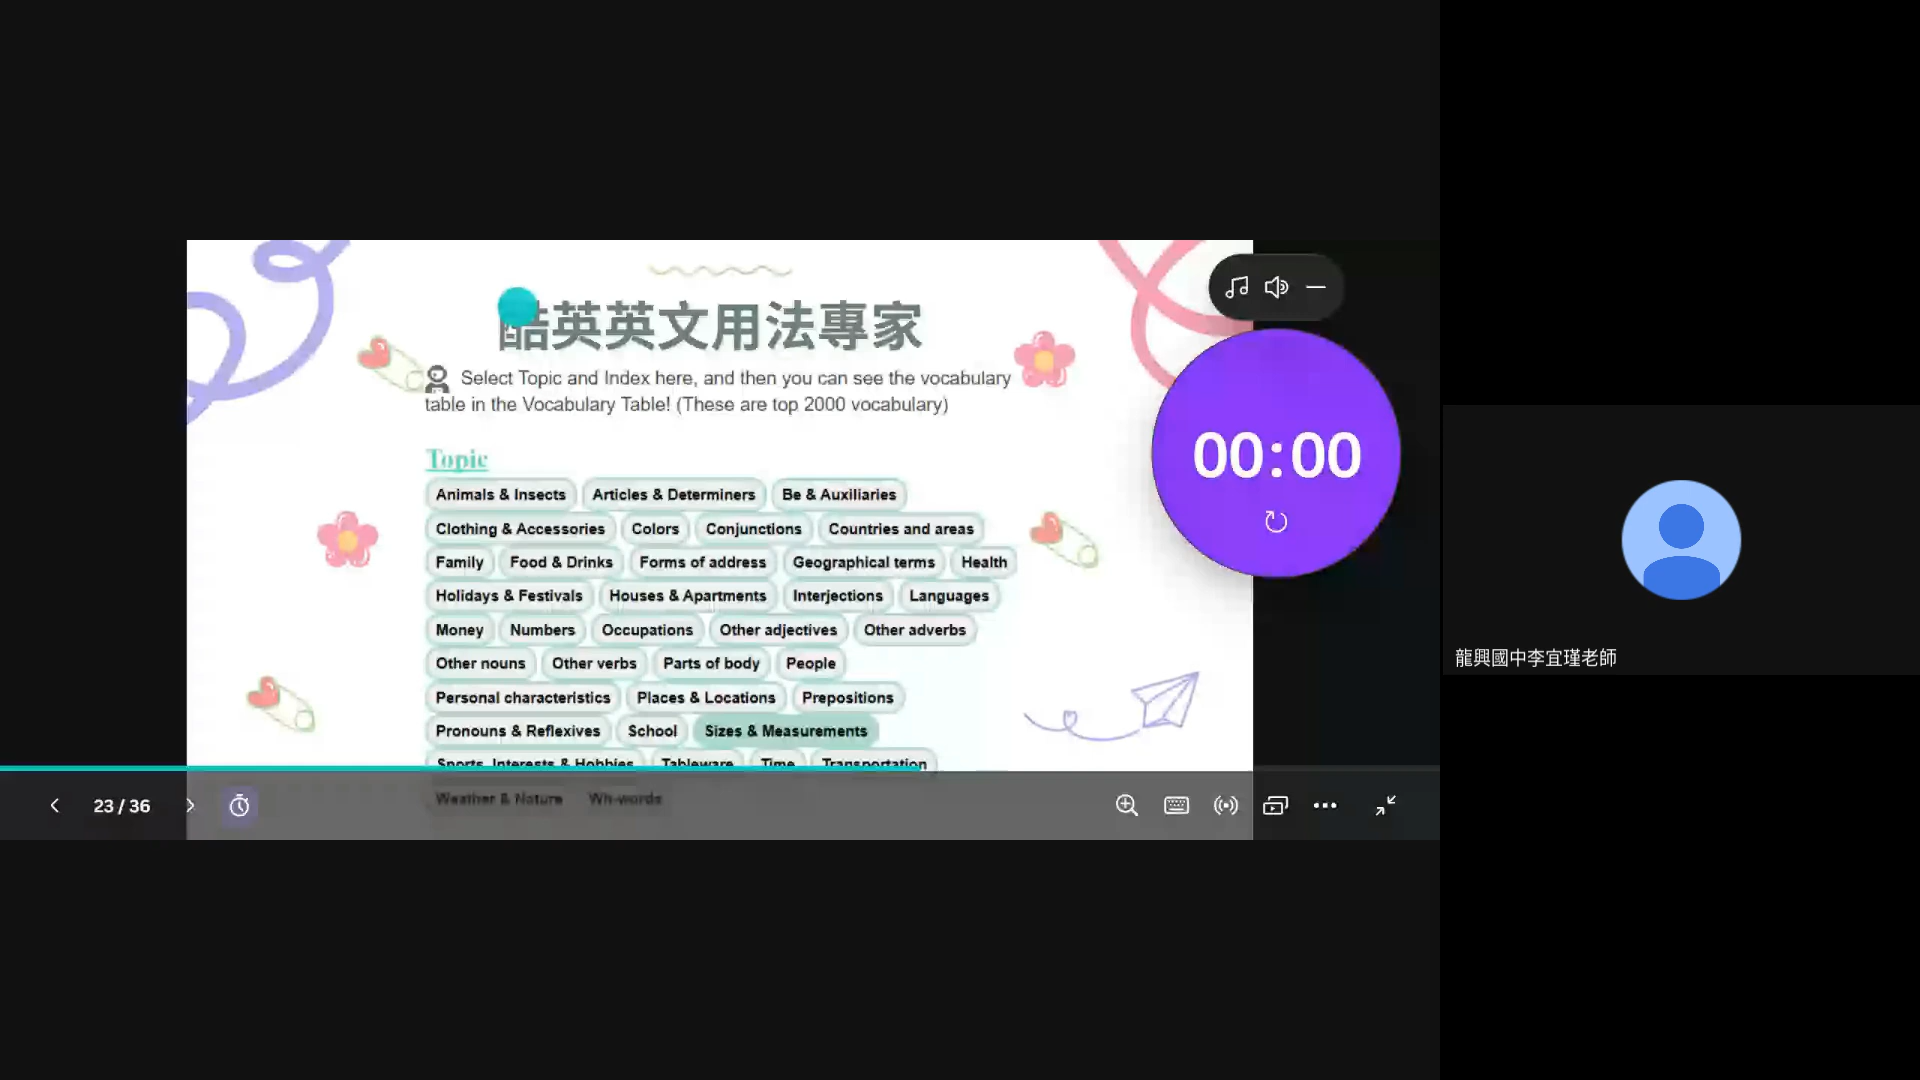 酷英英文用法專家
Select Topic and Index here, and then you can see the vocabulary
table in the Vocabulary Table! (These are top 2000 vocabulary)
Topic
Animals & Insects Articles & Determiners Be & Auxiliaries
Clothing & Accessories Colors Conjunctions Countries and areas
Family Food & Drinks Forms of address Geographical terms Health
Holidays & Festivals Houses & Apartments Interjections Languages
Money Numbers Occupations Other adjectives Other adverbs
Other nouns Other verbs Parts of body People
Personal characteristics Places & Locations Prepositions
Pronouns & Reflexives School Sizes & Measurements
Sports, Interests & Hobbies Tableware Time Transportation
Weather & Nature Wh-words
00:00
23 / 36
龍興國中李宜瑾老師